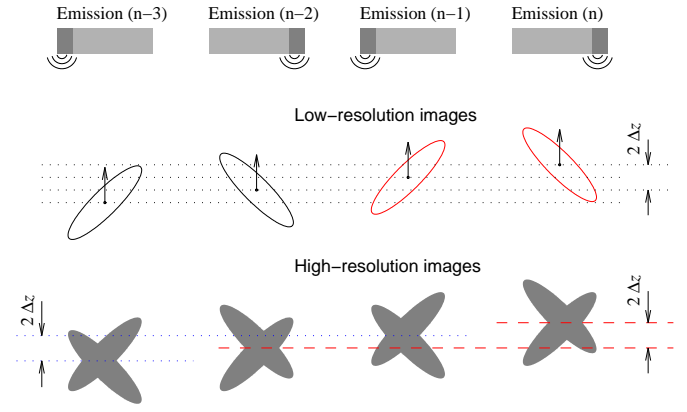 Emission (n−3) Emission (n−2) Emission (n−1) Emission (n)
Low−resolution images
2 Δz
High−resolution images
2 Δz
2 Δz